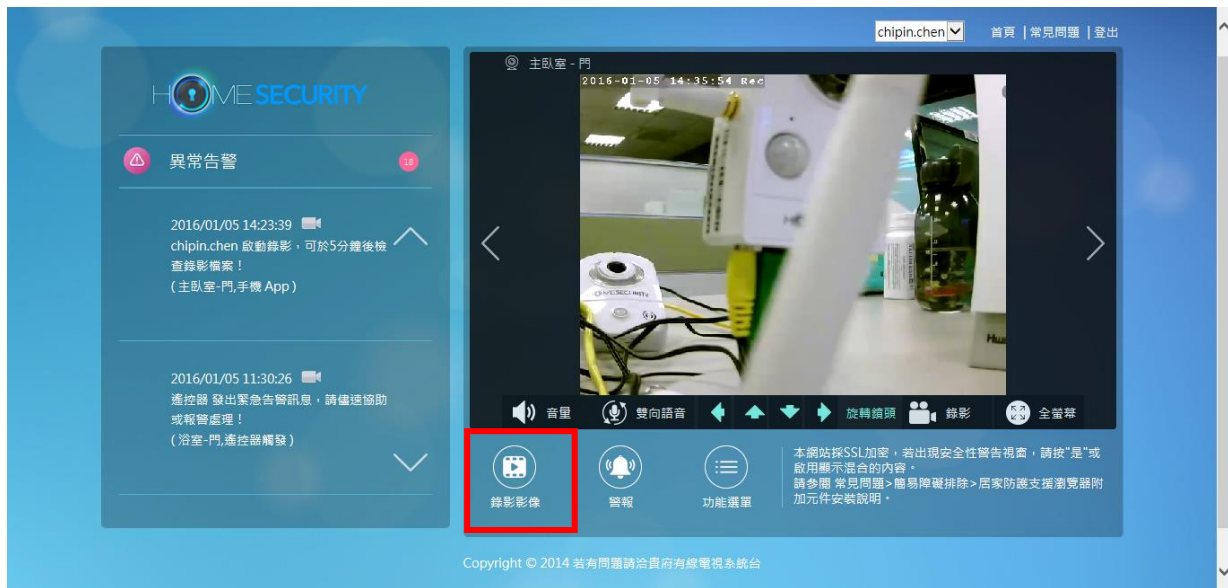 chipin.chen
首頁 | 常見問題 | 登出
HOME SECURITY
主臥室 - 門
2016-01-05 14:35:54 Rec
異常告警
18
2016/01/05 14:23:39
chipin.chen 啟動錄影，可於5分鐘後檢
查錄影檔案！
(主臥室-門,手機 App)
2016/01/05 11:30:26
遙控器 發出緊急告警訊息，請儘速協助
或報警處理！
(浴室-門,遙控器觸發)
音量
雙向語音
旋轉鏡頭
錄影
全螢幕
錄影影像
警報
功能選單
本網站採SSL加密，若出現安全性警告視窗，請按"是"或
啟用顯示混合的内容。
請參閱 常見問題>簡易障礙排除>居家防護支援瀏覽器附
加元件安裝說明。
Copyright © 2014 若有問題請洽貴府有線電視系統台